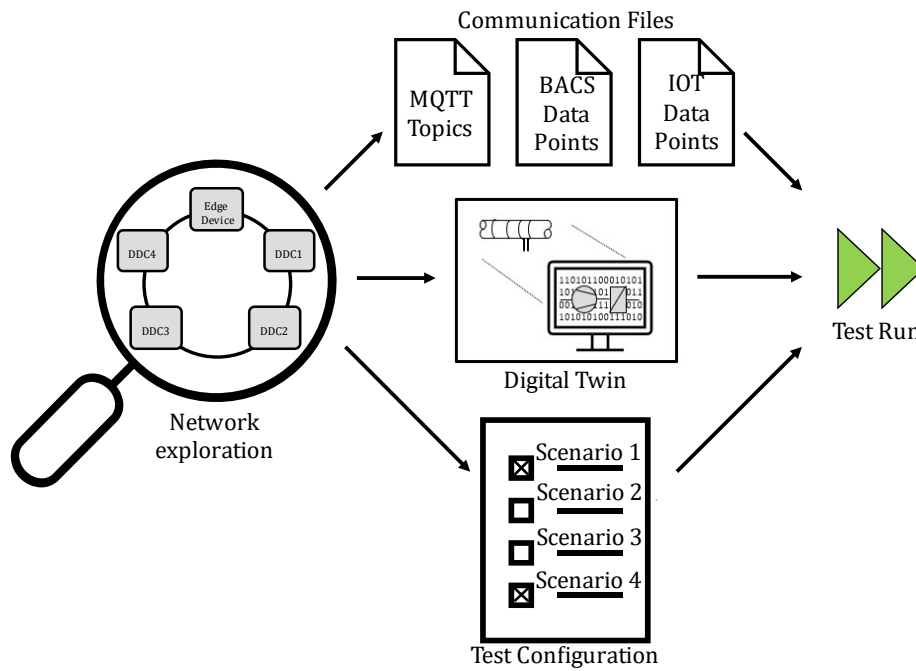 Communication Files
MQTT
Topics
BACS
Data
Points
IOT
Data
Points
Edge
Device
DDC4
DDC1
DDC3
DDC2
Network
exploration
110101100010101
Digital Twin
Test Run
Scenario 1
Scenario 2
Scenario 3
Scenario 4
Test Configuration